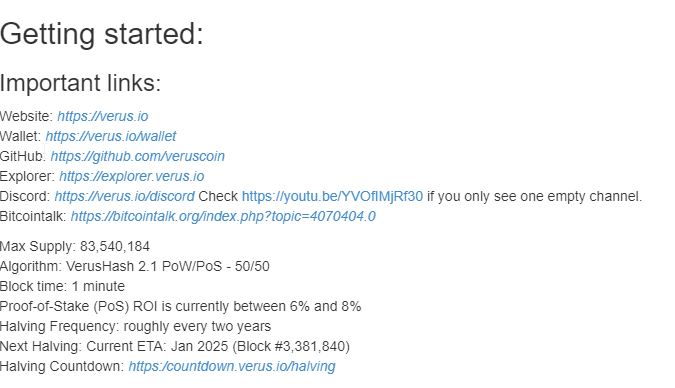 Getting started:
Important links:
Website: https://verus.io
Wallet: https://verus.io/wallet
GitHub. https://github.com/veruscoin
Explorer: https://explorer.verus.io
Discord: https://verus.io/discord Check https://youtu.be/YVOflMjRf30 if you only see one empty channel.
Bitcointalk: https://bitcointalk.org/index.php?topic=4070404.0
Max Supply: 83,540,184
Algorithm: VerusHash 2.1 PoW/PoS - 50/50
Block time: 1 minute
Proof-of-Stake (PoS) ROI is currently between 6% and 8%
Halving Frequency: roughly every two years
Next Halving: Current ETA: Jan 2025 (Block #3,381,840)
Halving Countdown: https:/countdown.verus.io/halving